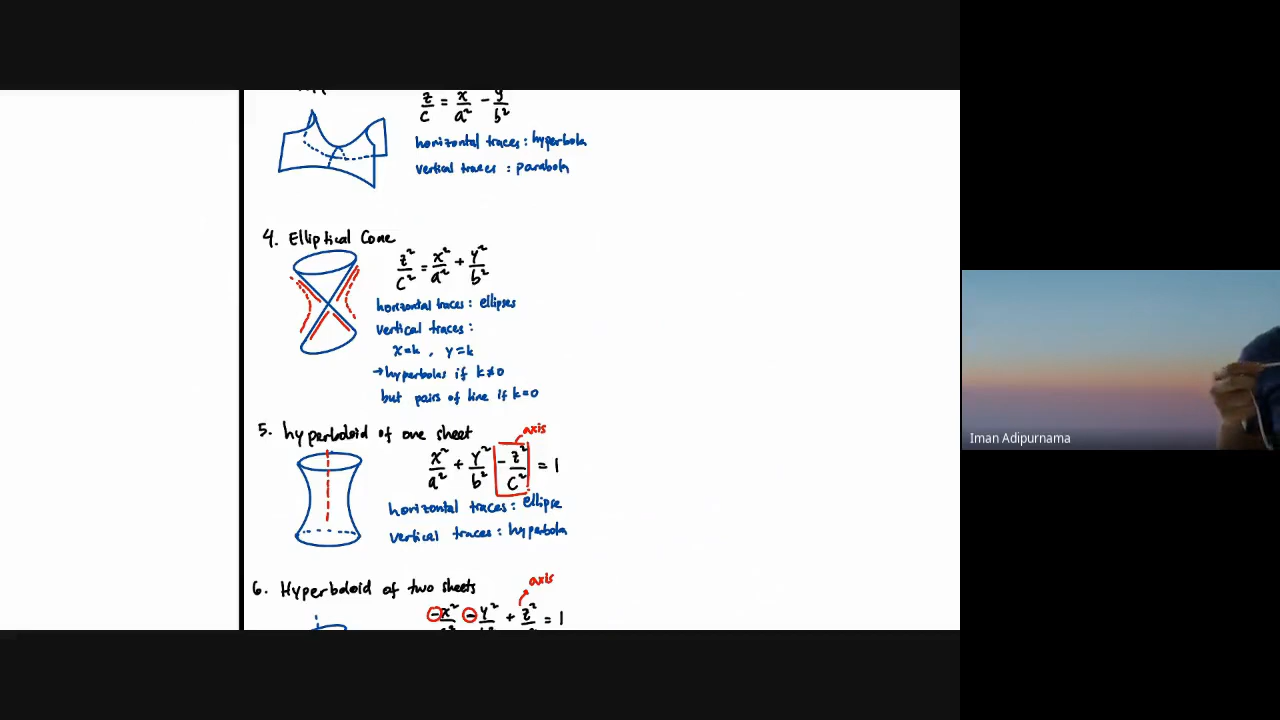 z/c = x/a² - y/b²
horizontal traces : hyperbola
vertical traces : parabola
4. Elliptical Cone
z²/c² = x²/a² + y²/b²
horizontal traces : ellipses
vertical traces :
x=k , y=k
→ hyperbolas if k≠0
but pairs of line if k=0
5. hyperboloid of one sheet
axis
x²/a² + y²/b² - z²/c² = 1
horizontal traces : ellipse
vertical traces : hyperbola
6. Hyperboloid of two sheets
axis
-x² -y² + z² = 1
Iman Adipurnama